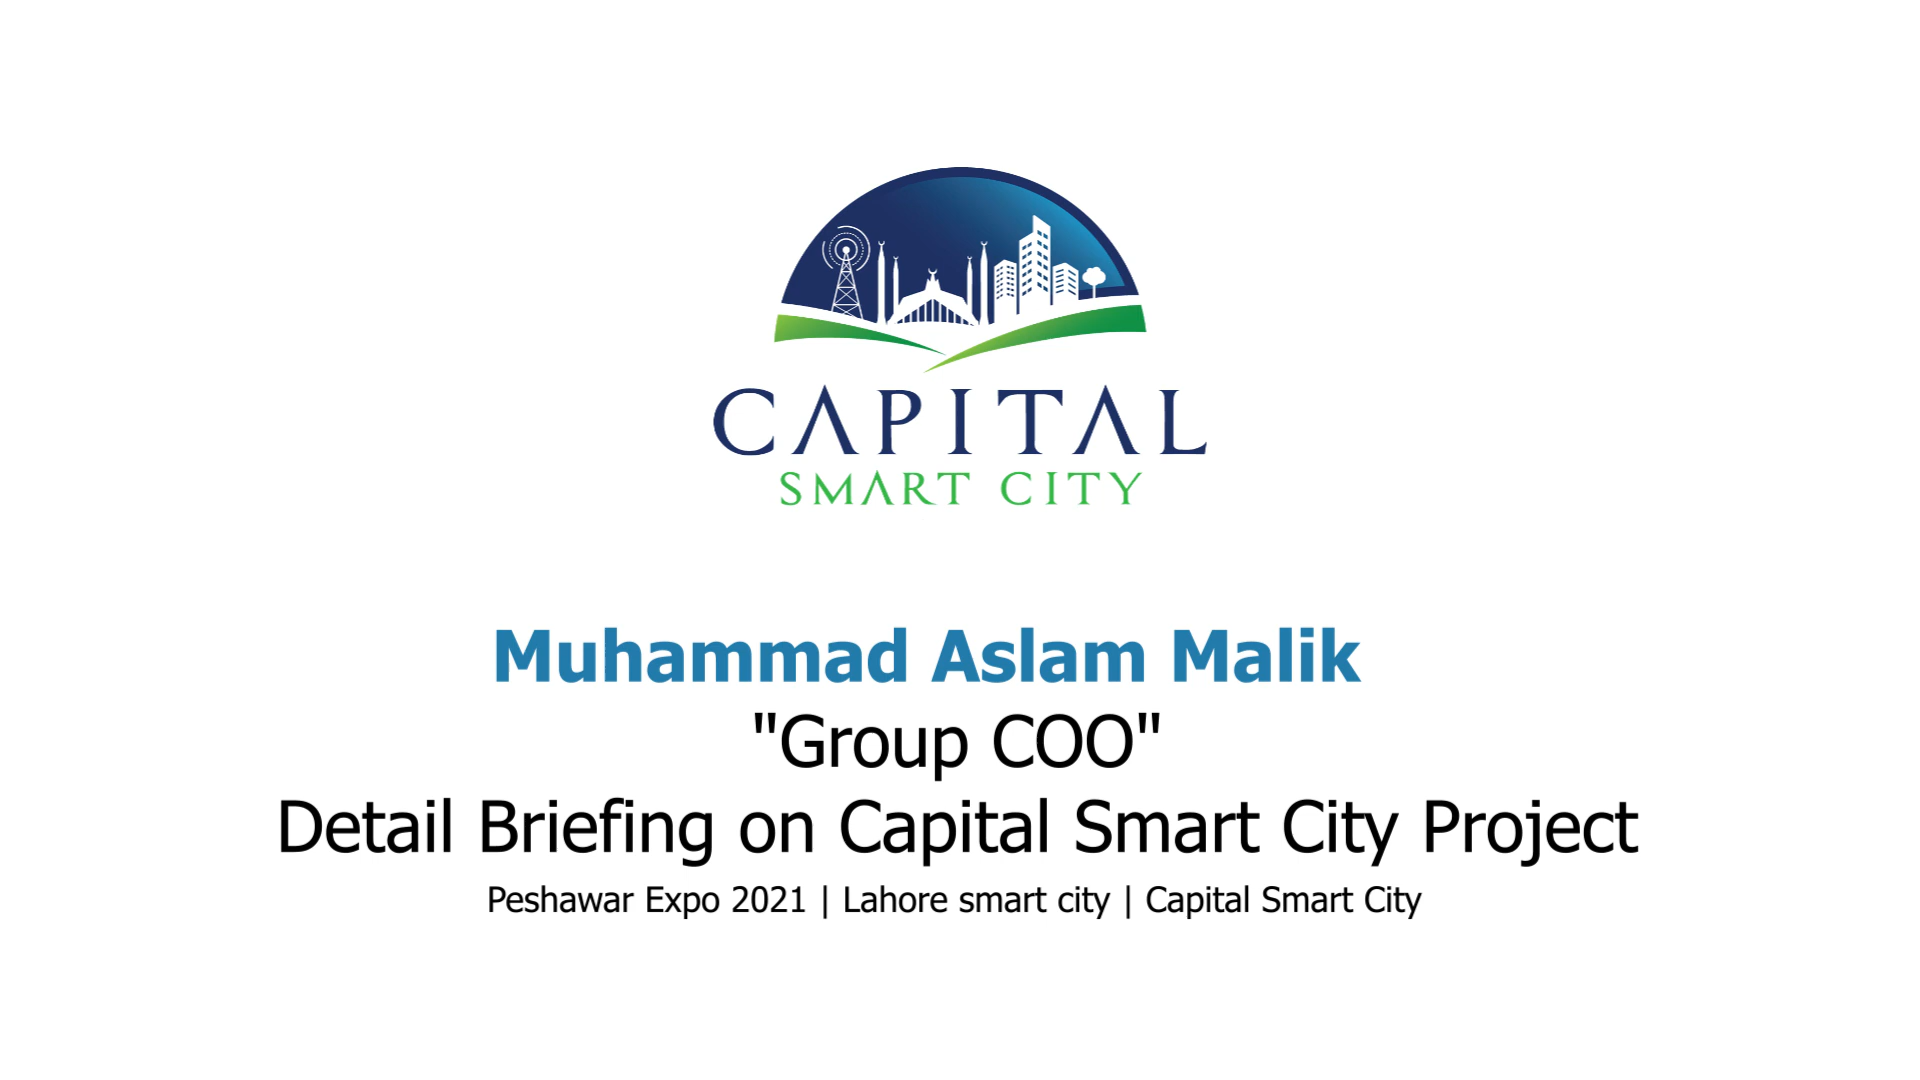 CAPITAL
SMART CITY
Muhammad Aslam Malik
"Group COO"
Detail Briefing on Capital Smart City Project
Peshawar Expo 2021 | Lahore smart city | Capital Smart City